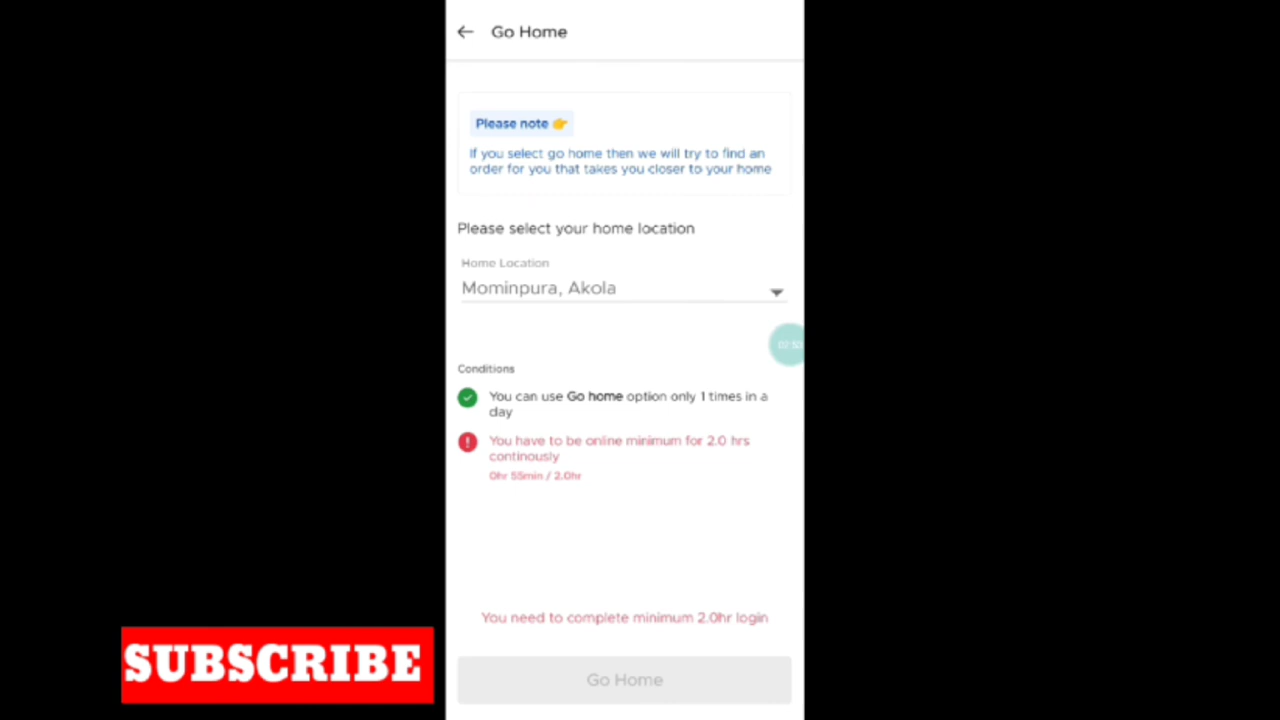 Go Home
Please note 👉
If you select go home then we will try to find an
order for you that takes you closer to your home
Please select your home location
Home Location
Mominpura, Akola
Conditions
You can use Go home option only 1 times in a
day
You have to be online minimum for 2.0 hrs
continously
0hr 55min / 2.0hr
You need to complete minimum 2.0hr login
Go Home
SUBSCRIBE